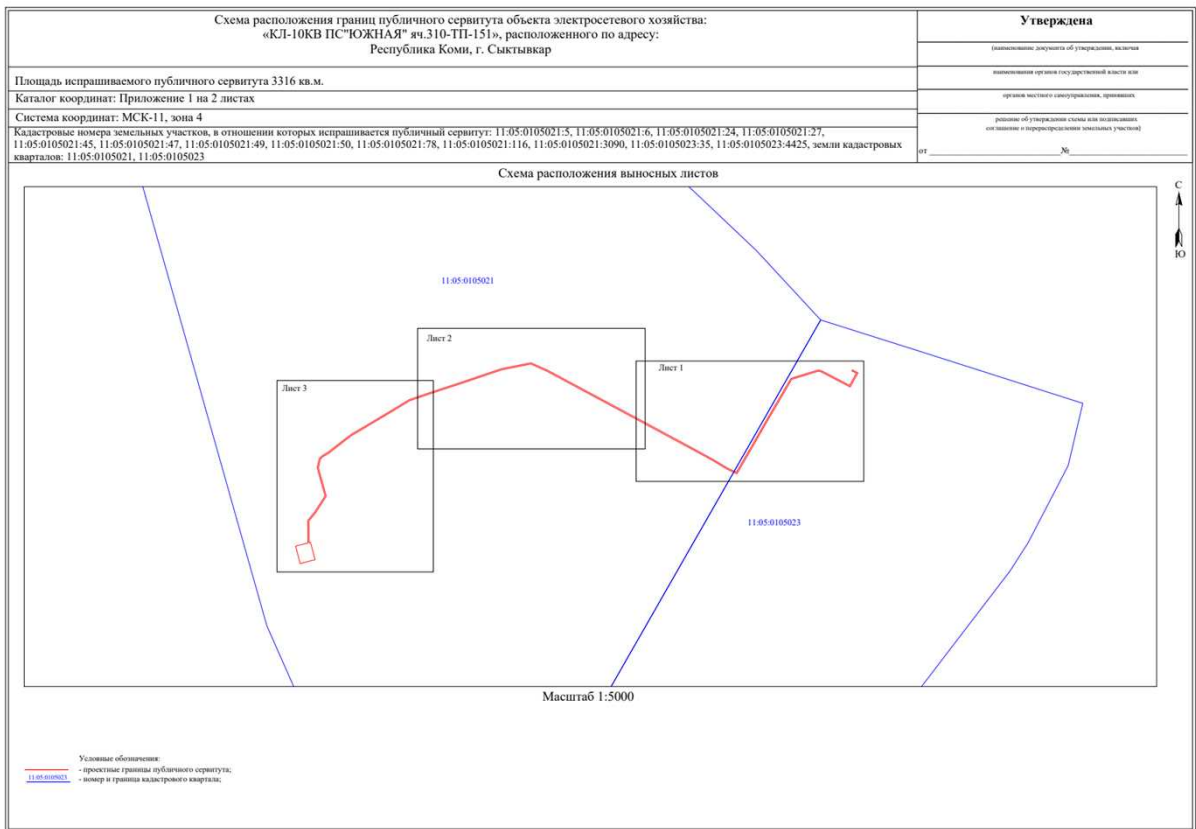 Схема расположения границ публичного сервитута объекта электросетевого хозяйства:
«КЛ-10КВ ПС"ЮЖНАЯ" яч.310-ТП-151», расположенного по адресу:
Республика Коми, г. Сыктывкар
Площадь испрашиваемого публичного сервитута 3316 кв.м.
Каталог координат: Приложение 1 на 2 листах
Система координат: МСК-11, зона 4
Кадастровые номера земельных участков, в отношении которых испрашивается публичный сервитут: 11:05:0105021:5, 11:05:0105021:6, 11:05:0105021:24, 11:05:0105021:27,
11:05:0105021:45, 11:05:0105021:47, 11:05:0105021:49, 11:05:0105021:50, 11:05:0105021:78, 11:05:0105021:116, 11:05:0105021:3090, 11:05:0105023:35, 11:05:0105023:4425, земли кадастровых
кварталов: 11:05:0105021, 11:05:0105023
Утверждена
(наименование документа об утверждении, включая
наименования органов государственной власти или
органов местного самоуправления, принявших
решение об утверждении схемы или подписавших
соглашение о перераспределении земельных участков)
от ____________ №____________
Схема расположения выносных листов
С
Ю
11:05:0105021
Лист 2
Лист 1
Лист 3
11:05:0105023
Масштаб 1:5000
Условные обозначения:
- проектные границы публичного сервитута;
11:05:0105023 - номер и граница кадастрового квартала;